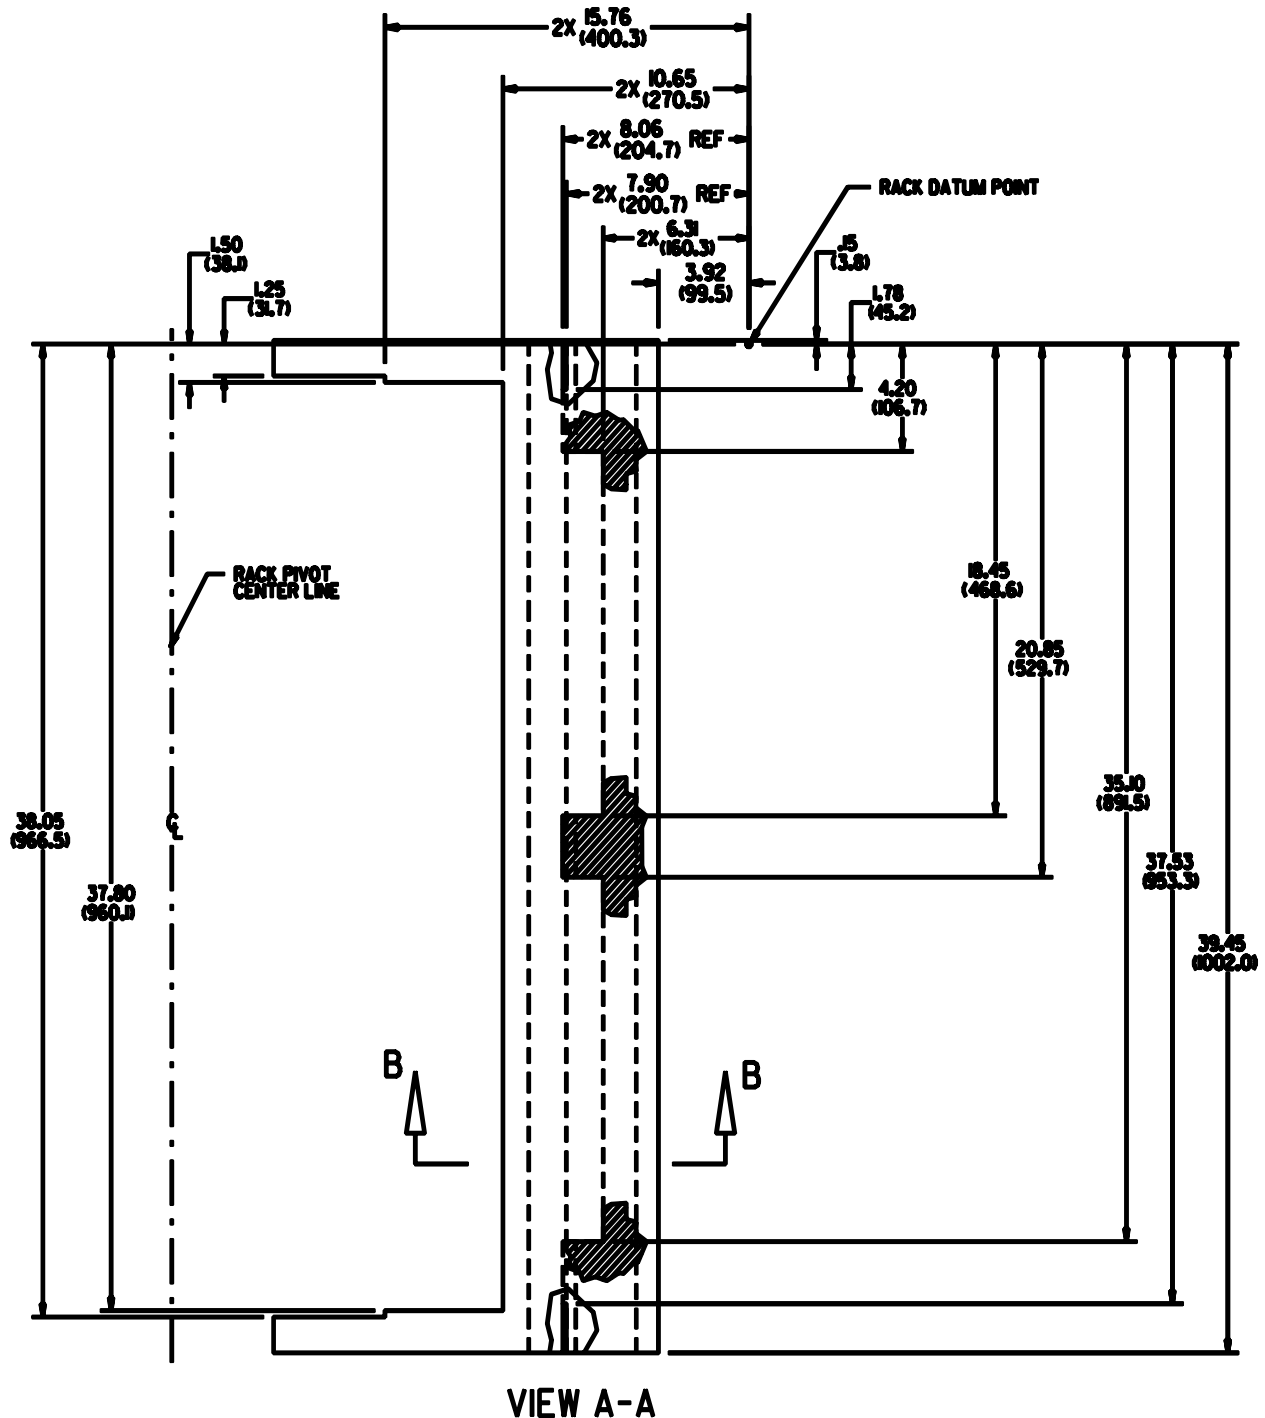 2X 15.76
(400.3)
2X 10.65
(270.5)
2X 8.06 REF
(204.7)
2X 7.90 REF
(200.7)
RACK DATUM POINT
2X 6.31
(160.3)
1.50
(38.1)
.15
(3.8)
3.92
(99.5)
1.25
(31.7)
1.78
(45.2)
4.20
(106.7)
RACK PIVOT
CENTER LINE
18.45
(468.6)
20.85
(529.7)
35.10
(891.5)
38.05
(966.5)
CL
37.53
(953.3)
37.80
(960.1)
39.45
(1002.0)
B
B
VIEW A-A